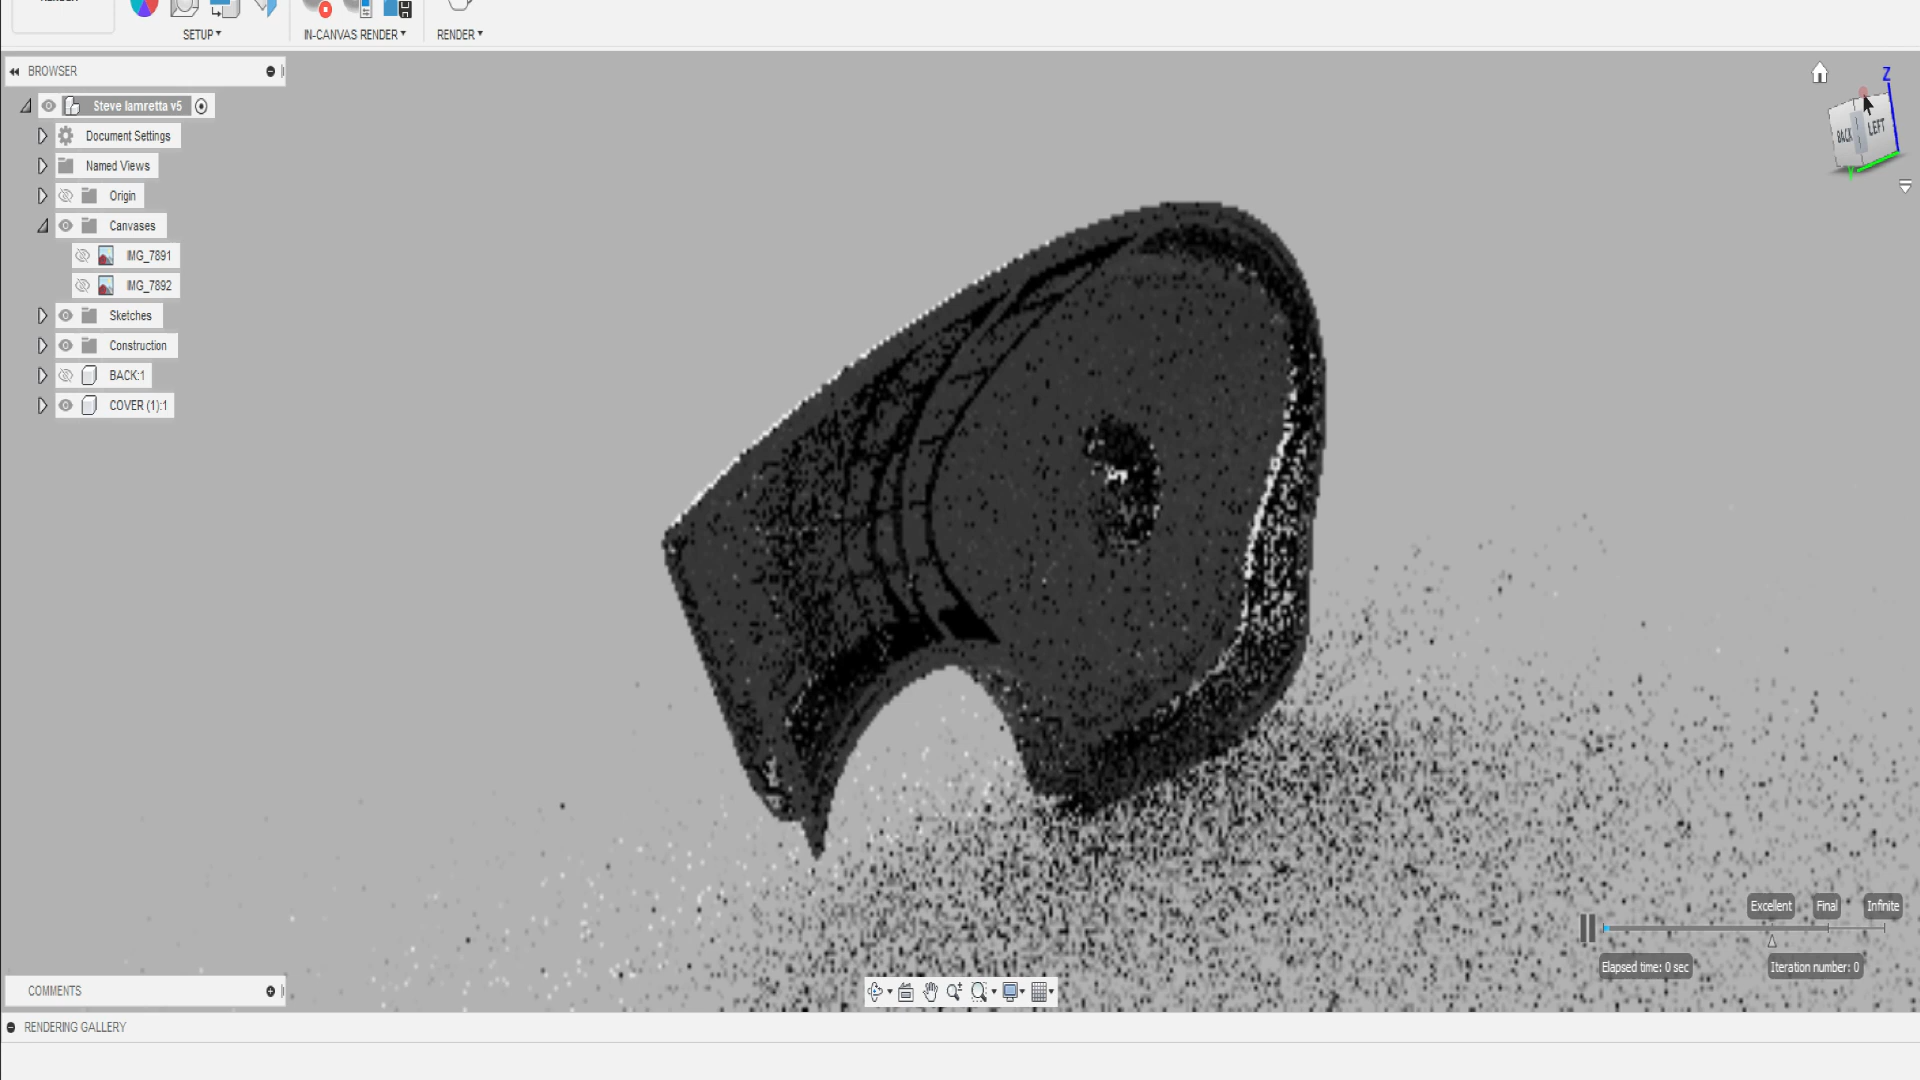 SETUP
IN-CANVAS RENDER
RENDER
BROWSER
Steve lamretta v5
Document Settings
Named Views
Origin
Canvases
IMG_7891
IMG_7892
Sketches
Construction
BACK:1
COVER (1):1
Z
BACK
LEFT
Y
Excellent
Final
Infinite
Elapsed time: 0 sec
Iteration number: 0
COMMENTS
RENDERING GALLERY